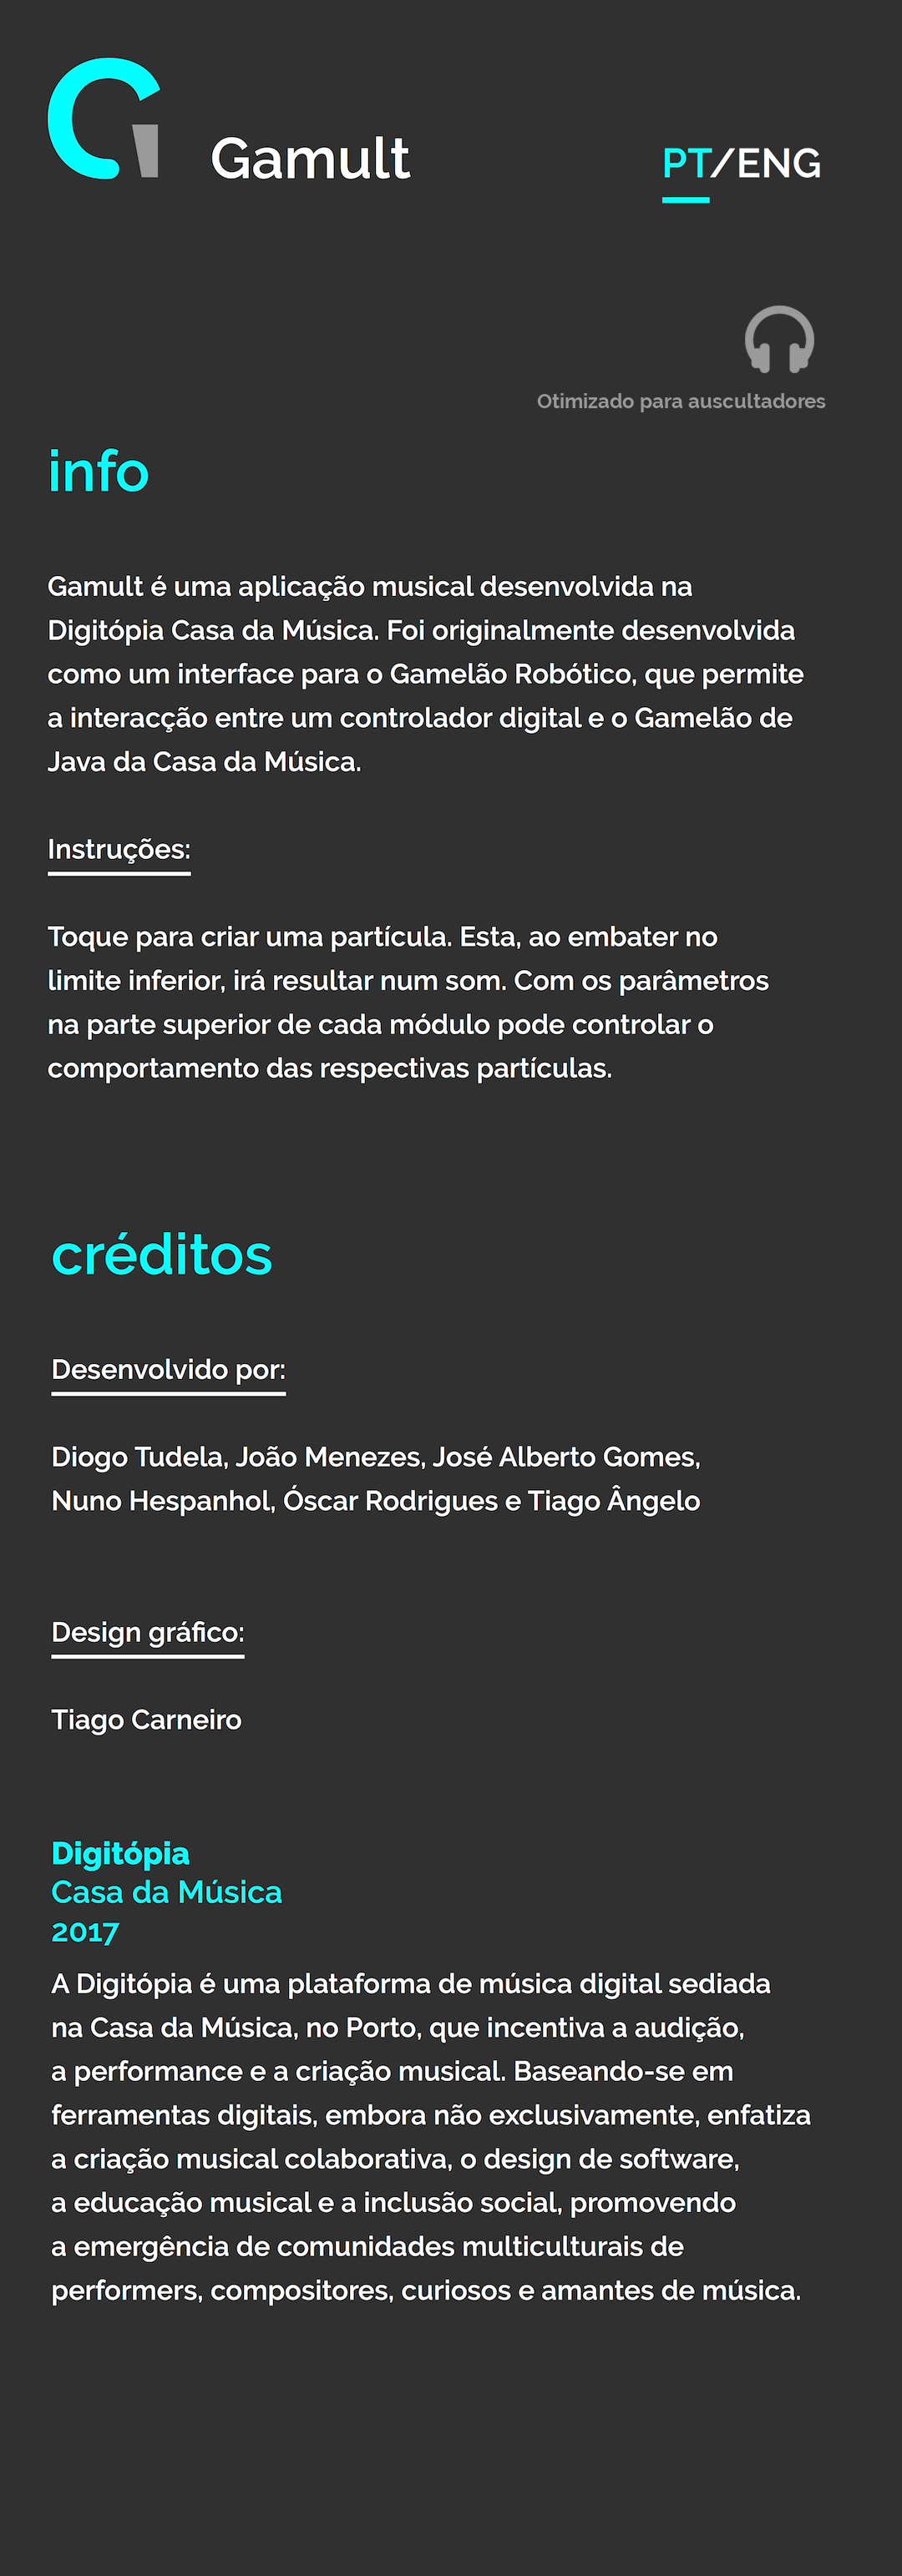 Gamult
PT/ENG
Otimizado para auscultadores
info
Gamult é uma aplicação musical desenvolvida na
Digitópia Casa da Música. Foi originalmente desenvolvida
como um interface para o Gamelão Robótico, que permite
a interacção entre um controlador digital e o Gamelão de
Java da Casa da Música.
Instruções:
Toque para criar uma partícula. Esta, ao embater no
limite inferior, irá resultar num som. Com os parâmetros
na parte superior de cada módulo pode controlar o
comportamento das respectivas partículas.
créditos
Desenvolvido por:
Diogo Tudela, João Menezes, José Alberto Gomes,
Nuno Hespanhol, Óscar Rodrigues e Tiago Ângelo
Design gráfico:
Tiago Carneiro
Digitópia
Casa da Música
2017
A Digitópia é uma plataforma de música digital sediada
na Casa da Música, no Porto, que incentiva a audição,
a performance e a criação musical. Baseando-se em
ferramentas digitais, embora não exclusivamente, enfatiza
a criação musical colaborativa, o design de software,
a educação musical e a inclusão social, promovendo
a emergência de comunidades multiculturais de
performers, compositores, curiosos e amantes de música.